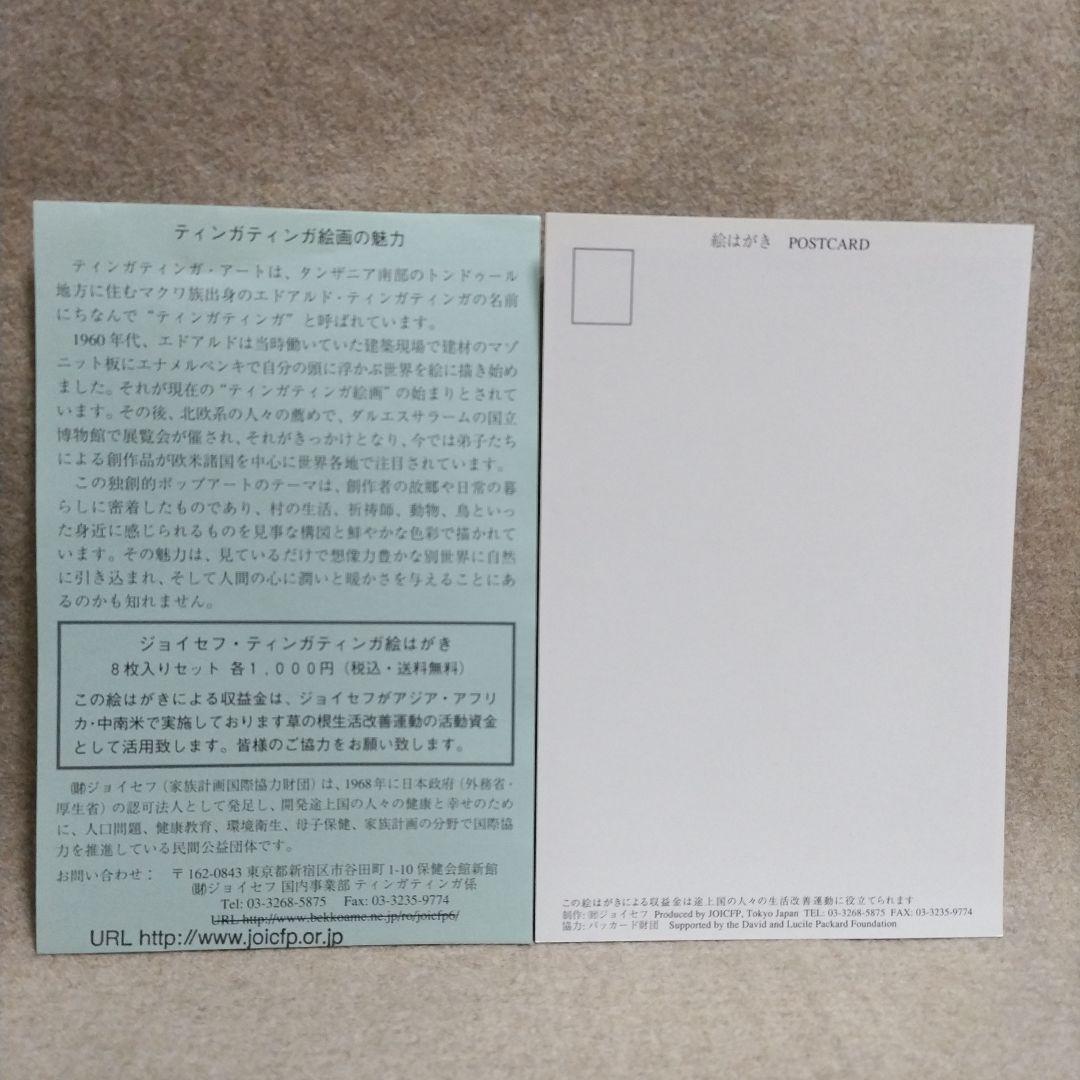 ティンガティンガ絵画の魅力
ティンガティンガ・アートは、タンザニア南部のトンドゥール
地方に住むマクワ族出身のエドアルド・ティンガティンガの名前
にちなんで“ティンガティンガ”と呼ばれています。
1960年代、エドアルドは当時働いていた建築現場で建材のマゾ
ニット板にエナメルペンキで自分の頭に浮かぶ世界を絵に描き始め
ました。それが現在の“ティンガティンガ絵画”の始まりとされて
います。その後、北欧系の人々の薦めで、ダルエスサラームの国立
博物館で展覧会が催され、それがきっかけとなり、今では弟子たち
による創作品が欧米諸国を中心に世界各地で注目されています。
この独創的ポップアートのテーマは、創作者の故郷や日常の暮
らしに密着したものであり、村の生活、祈祷師、動物、鳥といっ
た身近に感じられるものを見事な構図と鮮やかな色彩で描かれて
います。その魅力は、見ているだけで想像力豊かな別世界に自然
に引き込まれ、そして人間の心に潤いと暖かさを与えることにあ
るのかも知れません。
ジョイセフ・ティンガティンガ絵はがき
8枚入りセット 各1,000円（税込・送料無料）
この絵はがきによる収益金は、ジョイセフがアジア・アフリ
カ・中南米で実施しております草の根生活改善運動の活動資金
として活用致します。皆様のご協力をお願い致します。
㈶ジョイセフ（家族計画国際協力財団）は、1968年に日本政府（外務省・
厚生省）の認可法人として発足し、開発途上国の人々の健康と幸せのため
に、人口問題、健康教育、環境衛生、母子保健、家族計画の分野で国際協
力を推進している民間公益団体です。
お問い合わせ： 〒162-0843 東京都新宿区市谷田町1-10 保健会館新館
㈶ジョイセフ 国内事業部 ティンガティンガ係
Tel: 03-3268-5875 Fax: 03-3235-9774
URL http://www.bekkoame.ne.jp/ro/joicfp6/
URL http://www.joicfp.or.jp
絵はがき POSTCARD
この絵はがきによる収益金は途上国の人々の生活改善運動に役立てられます
制作: ㈶ジョイセフ Produced by JOICFP, Tokyo Japan TEL: 03-3268-5875 FAX: 03-3235-9774
協力: パッカード財団 Supported by the David and Lucile Packard Foundation